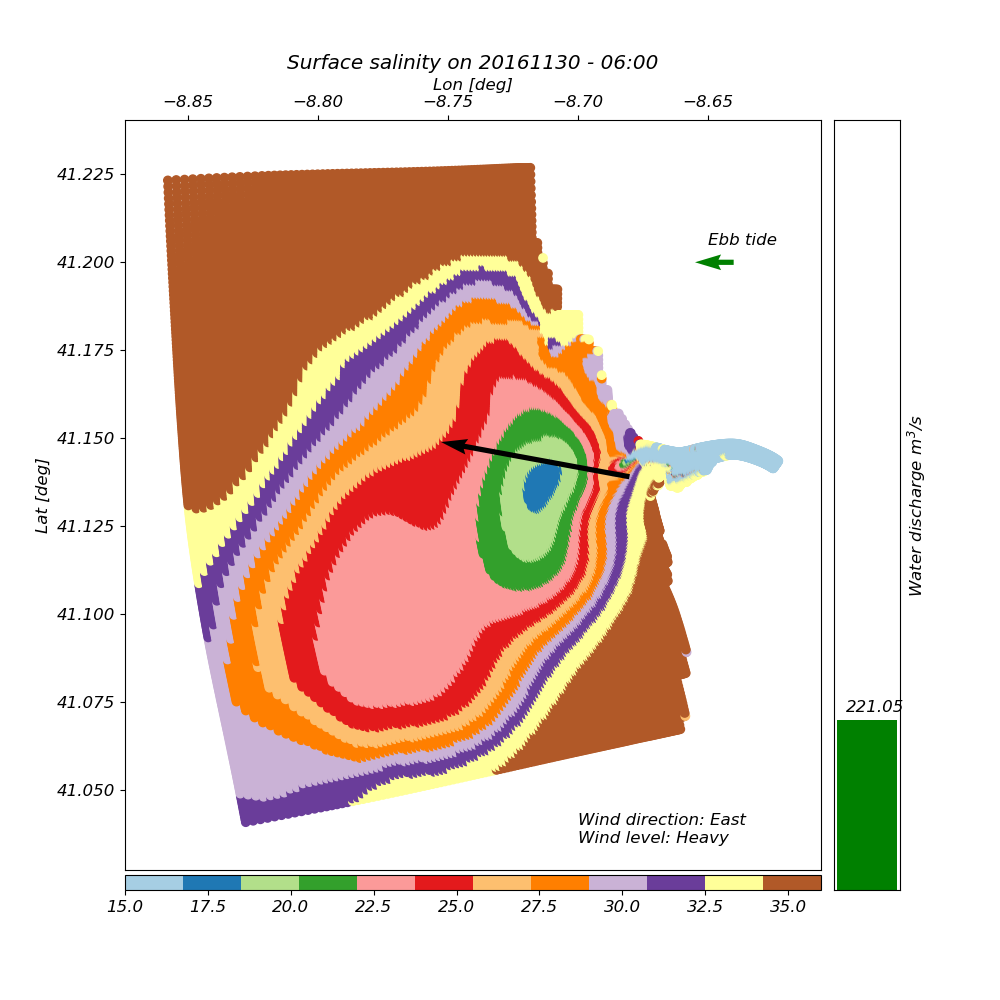 Surface salinity on 20161130 - 06:00
Lon [deg]
−8.85 −8.80 −8.75 −8.70 −8.65
41.225
41.200
41.175
41.150
41.125
41.100
41.075
41.050
Lat [deg]
Ebb tide
Wind direction: East
Wind level: Heavy
221.05
Water discharge m³/s
15.0 17.5 20.0 22.5 25.0 27.5 30.0 32.5 35.0